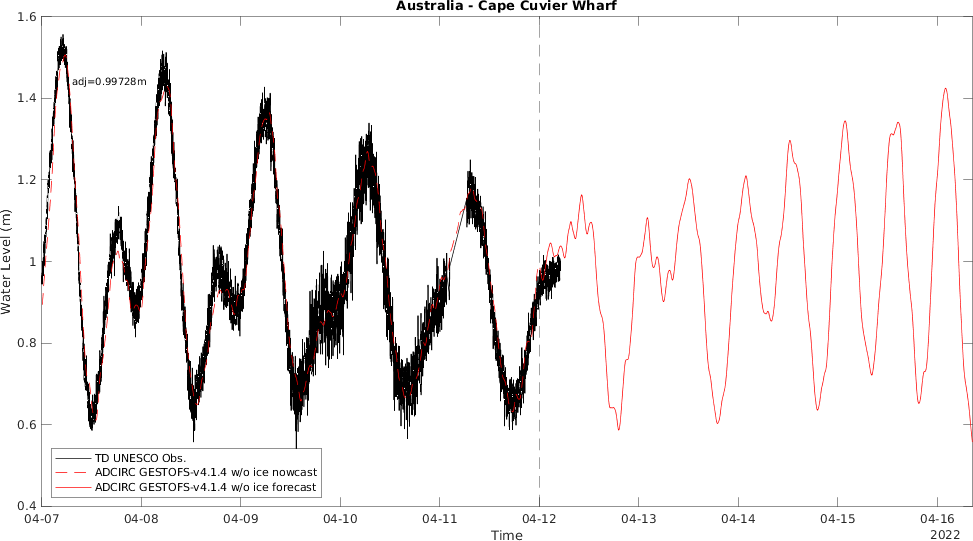 Australia - Cape Cuvier Wharf
1.6
1.4
1.2
1
0.8
0.6
0.4
Water Level (m)
adj=0.99728m
TD UNESCO Obs.
ADCIRC GESTOFS-v4.1.4 w/o ice nowcast
ADCIRC GESTOFS-v4.1.4 w/o ice forecast
04-07 04-08 04-09 04-10 04-11 04-12 04-13 04-14 04-15 04-16
Time
2022